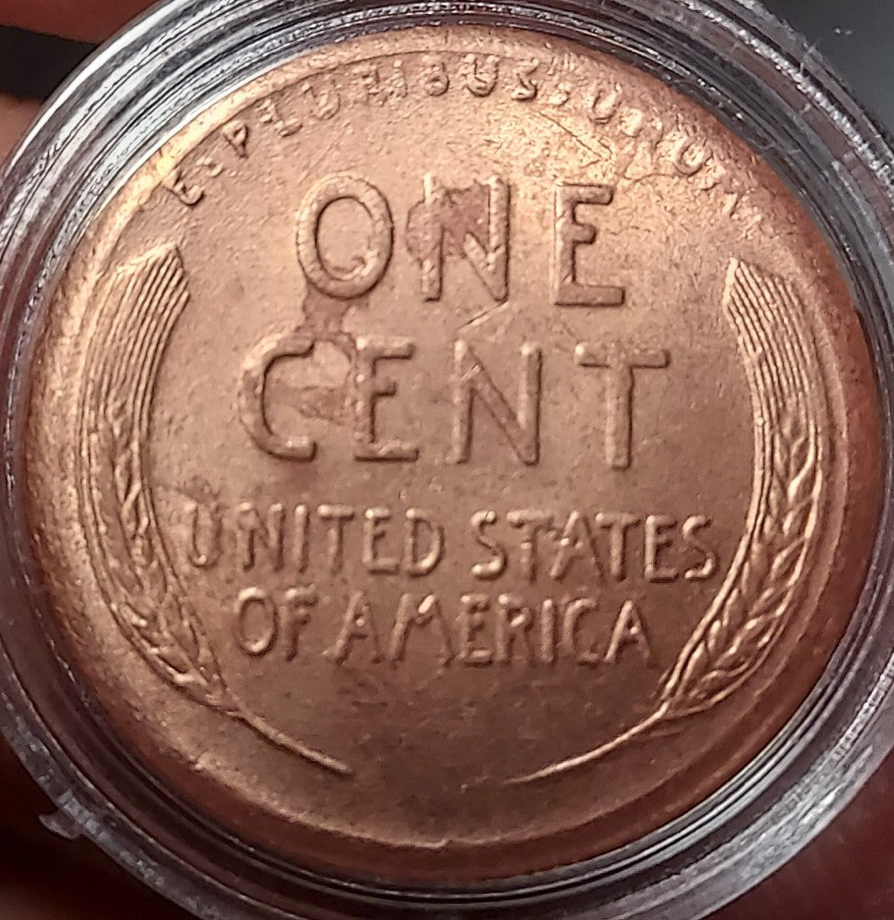 E·PLURIBUS·UNUM
ONE
CENT
UNITED STATES
OF AMERICA